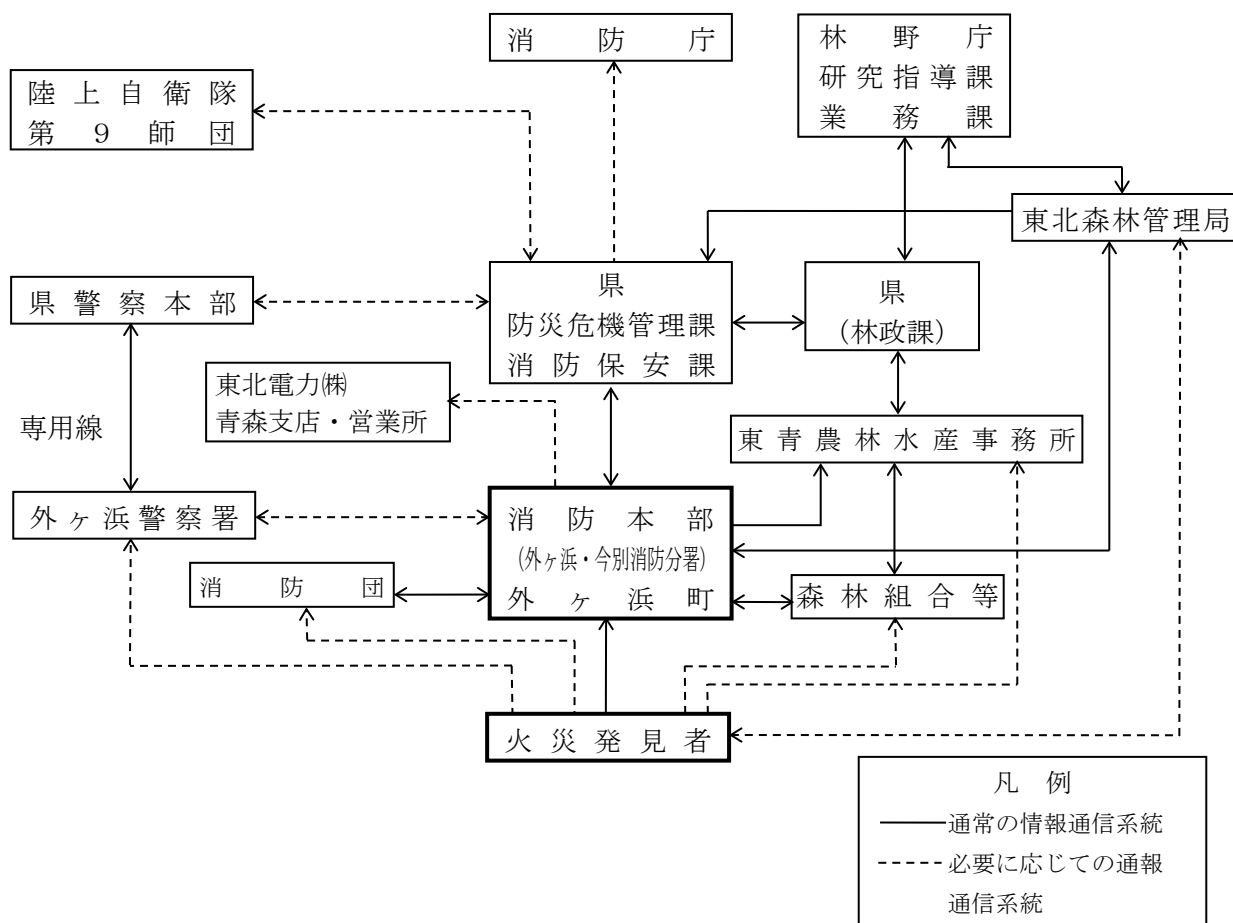 消防庁
林野庁
研究指導課
業務課
陸上自衛隊
第９師団
東北森林管理局
県警察本部
県
防災危機管理課
消防保安課
県
（林政課）
東北電力㈱
青森支店・営業所
専用線
東青農林水産事務所
外ヶ浜警察署
消防本部
（外ヶ浜・今別消防分署）
外ヶ浜町
消防団
森林組合等
火災発見者
凡例
通常の情報通信系統
必要に応じての通報
通信系統